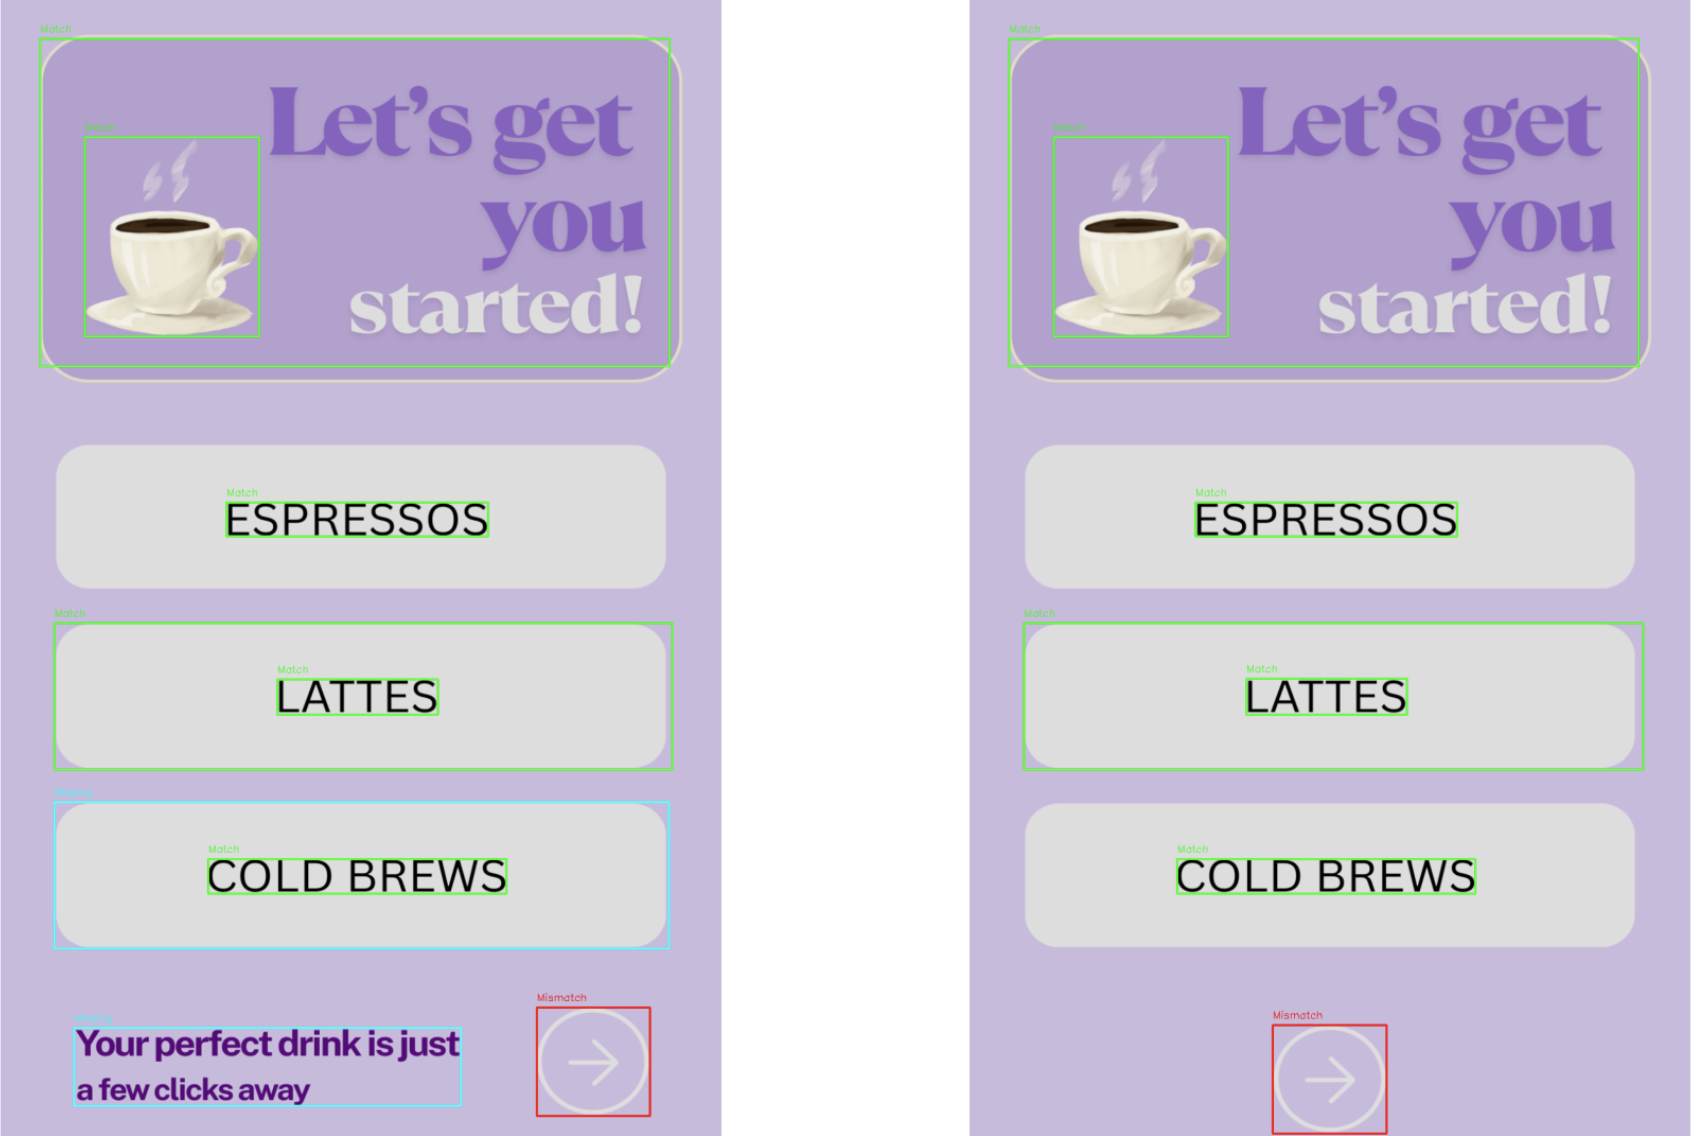 Match
Match
Let's get
you
started!
Match
ESPRESSOS
Match
Match
LATTES
Missing
Match
COLD BREWS
Missing
Your perfect drink is just
a few clicks away
Mismatch
Match
Match
Let's get
you
started!
Match
ESPRESSOS
Match
Match
LATTES
Match
COLD BREWS
Mismatch